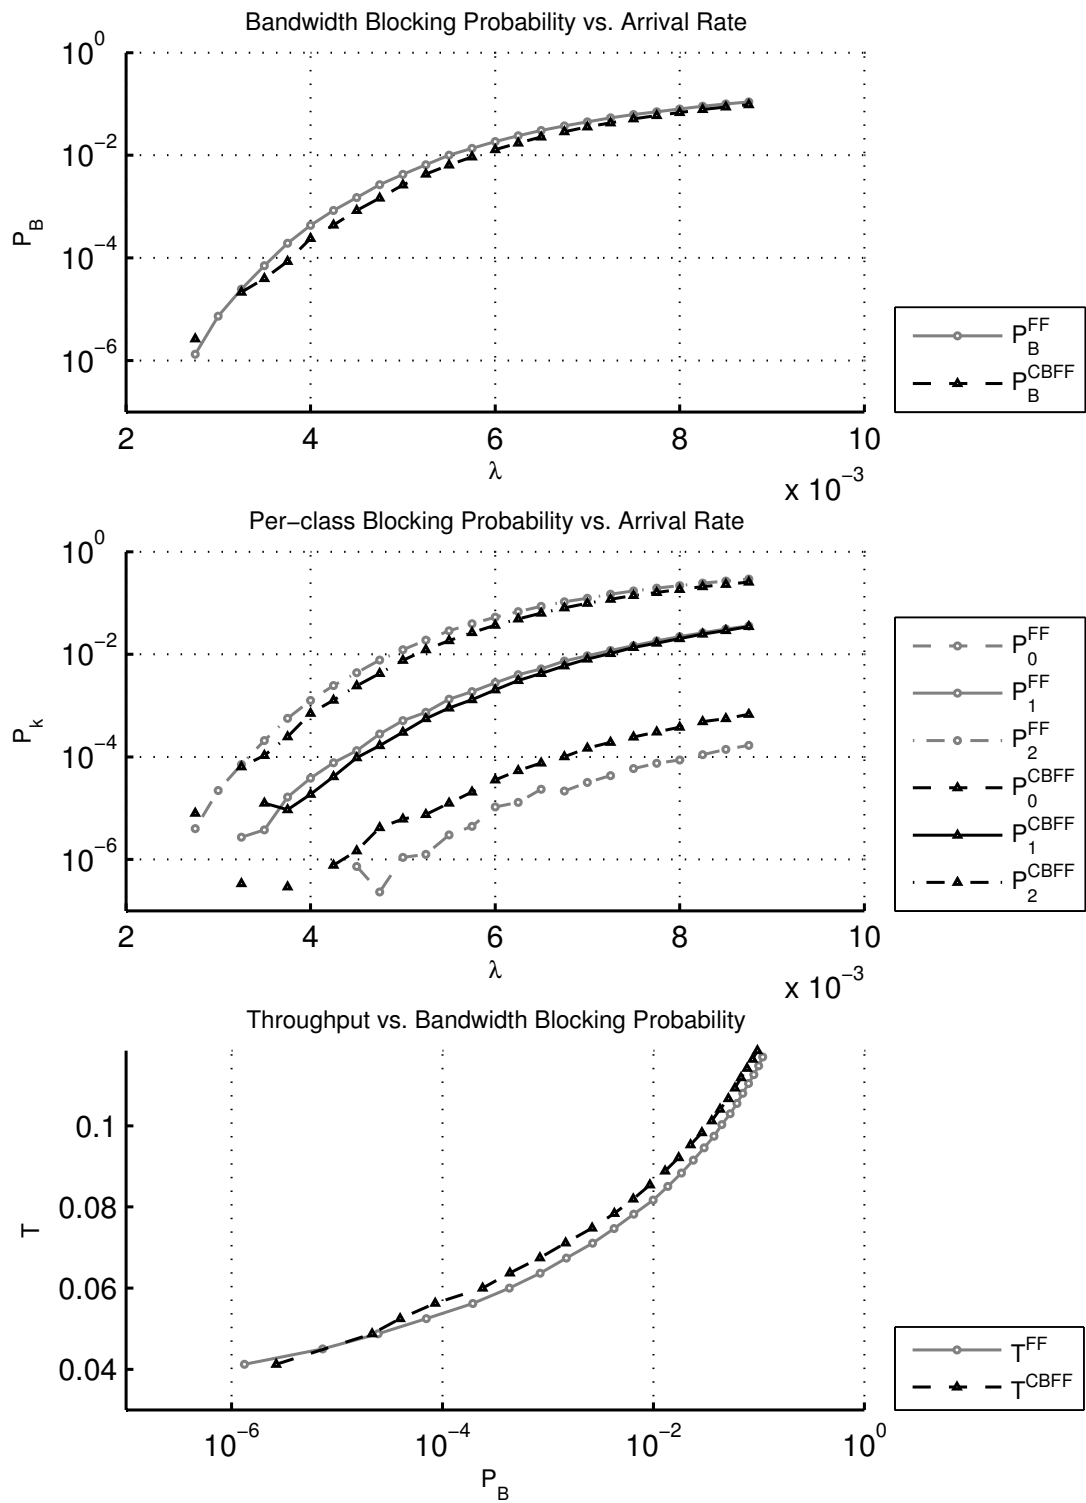 Bandwidth Blocking Probability vs. Arrival Rate
10^0
10^−2
10^−4
10^−6
P_B
2 4 6 8 10
λ
x 10^−3
P_B^FF
P_B^CBFF
Per−class Blocking Probability vs. Arrival Rate
10^0
10^−2
10^−4
10^−6
P_k
2 4 6 8 10
λ
x 10^−3
P_0^FF
P_1^FF
P_2^FF
P_0^CBFF
P_1^CBFF
P_2^CBFF
Throughput vs. Bandwidth Blocking Probability
0.1
0.08
0.06
0.04
T
10^−6 10^−4 10^−2 10^0
P_B
T^FF
T^CBFF